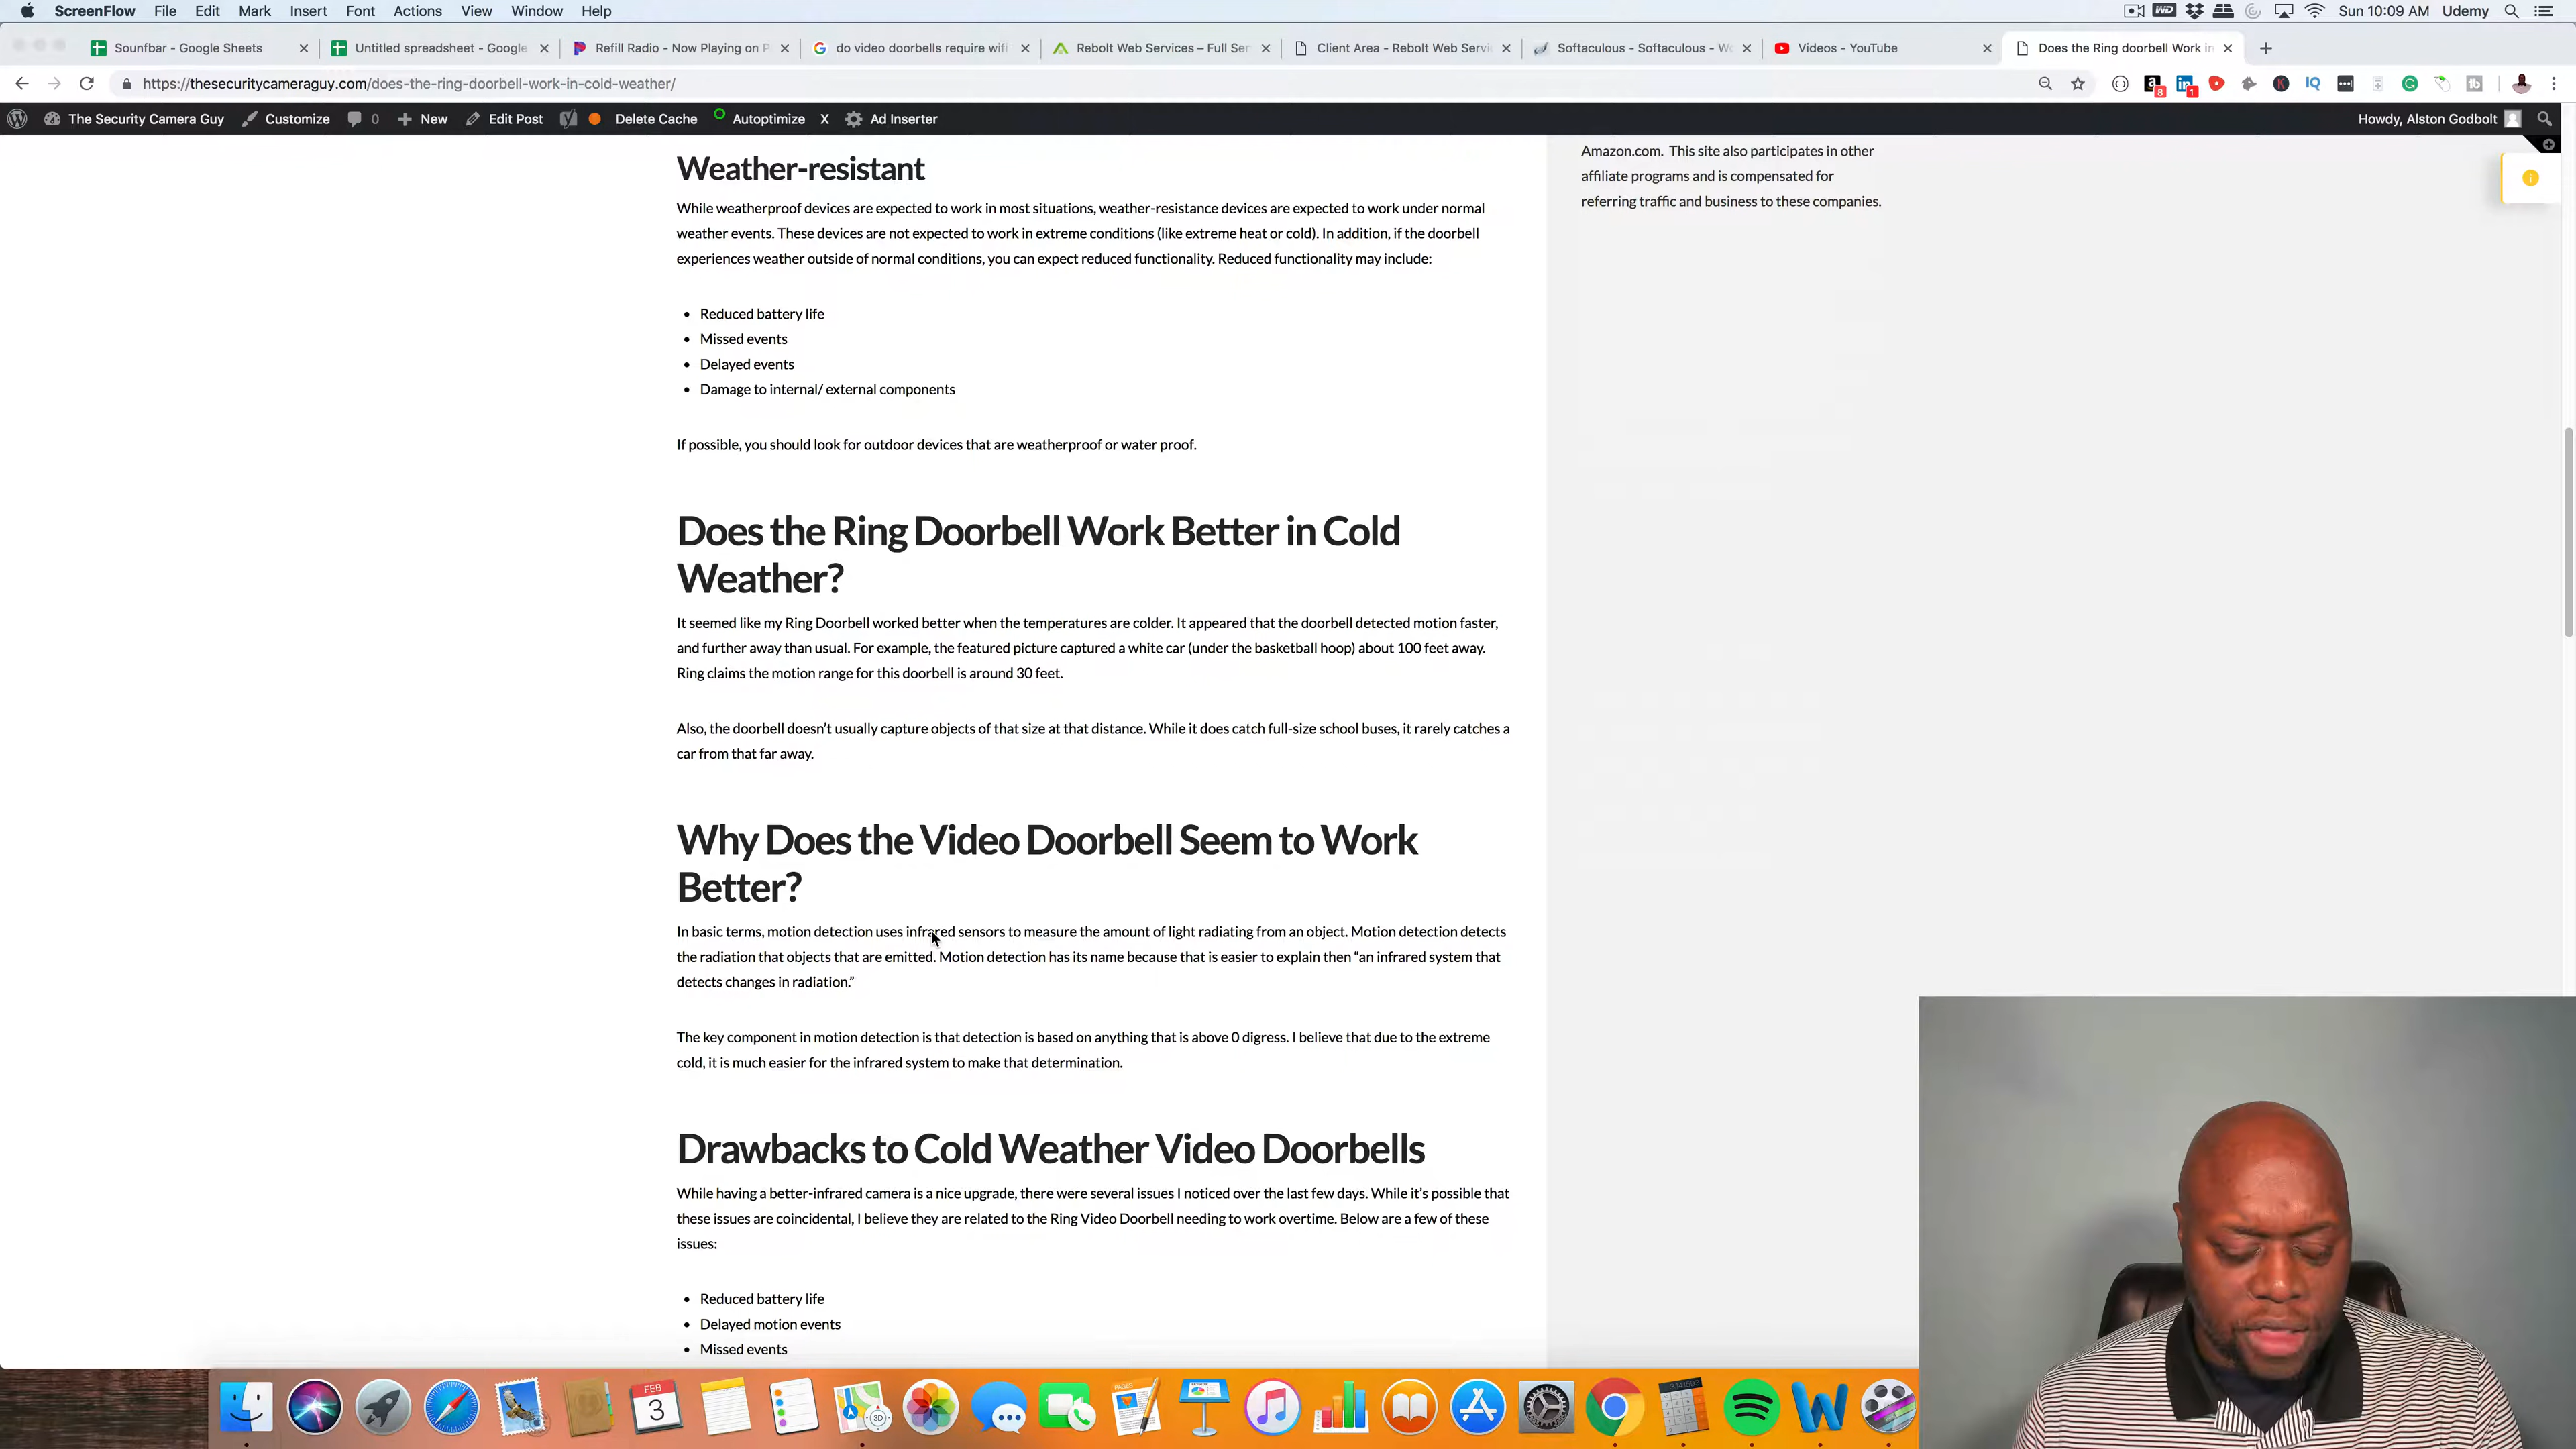 ScreenFlow File Edit Mark Insert Font Actions View Window Help Sun 10:09 AM Udemy
Sounfbar - Google Sheets Untitled spreadsheet - Google Refill Radio - Now Playing on P do video doorbells require wifi Rebolt Web Services – Full Ser Client Area - Rebolt Web Servi Softaculous - Softaculous - Wo Videos - YouTube Does the Ring doorbell Work in
https://thesecuritycameraguy.com/does-the-ring-doorbell-work-in-cold-weather/
The Security Camera Guy Customize 0 New Edit Post Delete Cache Autoptimize X Ad Inserter Howdy, Alston Godbolt
Weather-resistant
While weatherproof devices are expected to work in most situations, weather-resistance devices are expected to work under normal
weather events. These devices are not expected to work in extreme conditions (like extreme heat or cold). In addition, if the doorbell
experiences weather outside of normal conditions, you can expect reduced functionality. Reduced functionality may include:
• Reduced battery life
• Missed events
• Delayed events
• Damage to internal/ external components
If possible, you should look for outdoor devices that are weatherproof or water proof.
Does the Ring Doorbell Work Better in Cold
Weather?
It seemed like my Ring Doorbell worked better when the temperatures are colder. It appeared that the doorbell detected motion faster,
and further away than usual. For example, the featured picture captured a white car (under the basketball hoop) about 100 feet away.
Ring claims the motion range for this doorbell is around 30 feet.
Also, the doorbell doesn't usually capture objects of that size at that distance. While it does catch full-size school buses, it rarely catches a
car from that far away.
Why Does the Video Doorbell Seem to Work
Better?
In basic terms, motion detection uses infrared sensors to measure the amount of light radiating from an object. Motion detection detects
the radiation that objects that are emitted. Motion detection has its name because that is easier to explain then “an infrared system that
detects changes in radiation.”
The key component in motion detection is that detection is based on anything that is above 0 digress. I believe that due to the extreme
cold, it is much easier for the infrared system to make that determination.
Drawbacks to Cold Weather Video Doorbells
While having a better-infrared camera is a nice upgrade, there were several issues I noticed over the last few days. While it's possible that
these issues are coincidental, I believe they are related to the Ring Video Doorbell needing to work overtime. Below are a few of these
issues:
• Reduced battery life
• Delayed motion events
• Missed events
Amazon.com. This site also participates in other
affiliate programs and is compensated for
referring traffic and business to these companies.
FEB
3
3D
PAGES